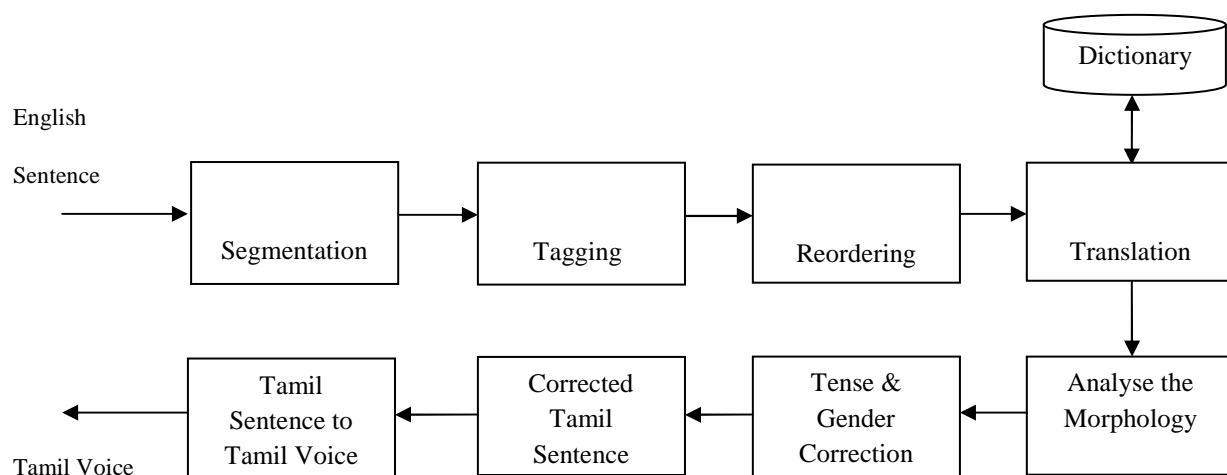 Dictionary
English
Sentence
Segmentation
Tagging
Reordering
Translation
Analyse the
Morphology
Tense &
Gender
Correction
Corrected
Tamil
Sentence
Tamil
Sentence to
Tamil Voice
Tamil Voice